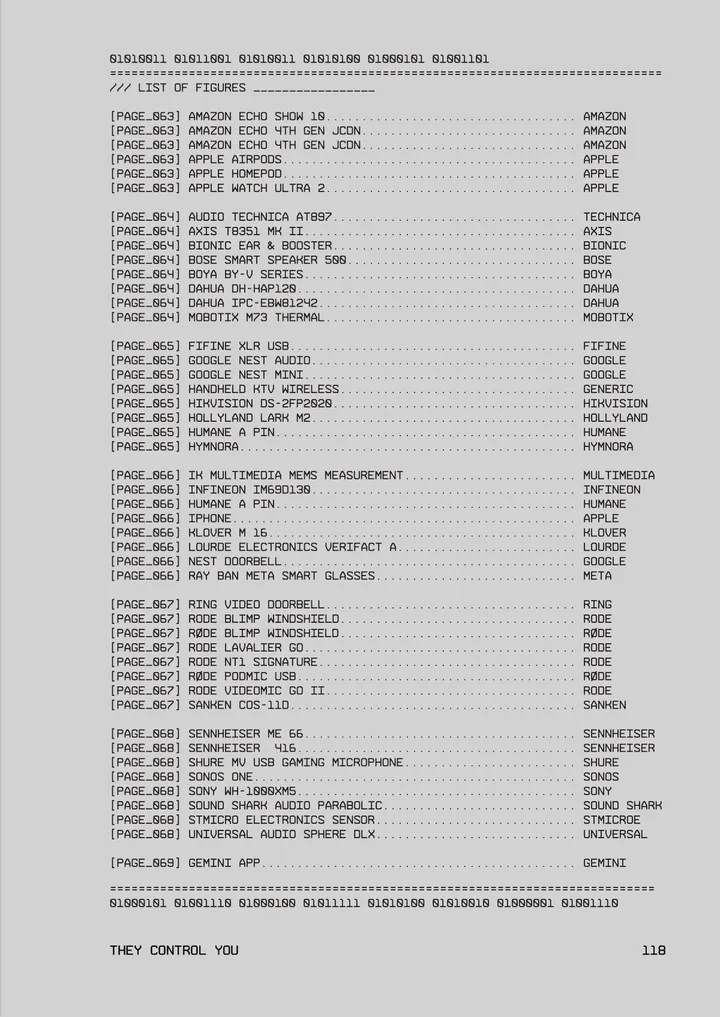 01010011 01011001 01010011 01010100 01000101 01001101
=============================================================================
/// LIST OF FIGURES _________________
[PAGE_063] AMAZON ECHO SHOW 10................................... AMAZON
[PAGE_063] AMAZON ECHO 4TH GEN JCDN.............................. AMAZON
[PAGE_063] AMAZON ECHO 4TH GEN JCDN.............................. AMAZON
[PAGE_063] APPLE AIRPODS......................................... APPLE
[PAGE_063] APPLE HOMEPOD......................................... APPLE
[PAGE_063] APPLE WATCH ULTRA 2................................... APPLE
[PAGE_064] AUDIO TECHNICA AT897.................................. TECHNICA
[PAGE_064] AXIS T8351 MK II...................................... AXIS
[PAGE_064] BIONIC EAR & BOOSTER.................................. BIONIC
[PAGE_064] BOSE SMART SPEAKER 500................................ BOSE
[PAGE_064] BOYA BY-V SERIES...................................... BOYA
[PAGE_064] DAHUA DH-HAP120....................................... DAHUA
[PAGE_064] DAHUA IPC-EBW81242.................................... DAHUA
[PAGE_064] MOBOTIX M73 THERMAL................................... MOBOTIX
[PAGE_065] FIFINE XLR USB........................................ FIFINE
[PAGE_065] GOOGLE NEST AUDIO..................................... GOOGLE
[PAGE_065] GOOGLE NEST MINI...................................... GOOGLE
[PAGE_065] HANDHELD KTV WIRELESS................................. GENERIC
[PAGE_065] HIKVISION DS-2FP2020.................................. HIKVISION
[PAGE_065] HOLLYLAND LARK M2..................................... HOLLYLAND
[PAGE_065] HUMANE A PIN.......................................... HUMANE
[PAGE_065] HYMNORA............................................... HYMNORA
[PAGE_066] IK MULTIMEDIA MEMS MEASUREMENT........................ MULTIMEDIA
[PAGE_066] INFINEON IM69D130..................................... INFINEON
[PAGE_066] HUMANE A PIN.......................................... HUMANE
[PAGE_066] IPHONE................................................ APPLE
[PAGE_066] KLOVER M 16........................................... KLOVER
[PAGE_066] LOURDE ELECTRONICS VERIFACT A......................... LOURDE
[PAGE_066] NEST DOORBELL......................................... GOOGLE
[PAGE_066] RAY BAN META SMART GLASSES............................ META
[PAGE_067] RING VIDEO DOORBELL................................... RING
[PAGE_067] RODE BLIMP WINDSHIELD................................. RODE
[PAGE_067] RØDE BLIMP WINDSHIELD................................. RØDE
[PAGE_067] RODE LAVALIER GO...................................... RODE
[PAGE_067] RODE NT1 SIGNATURE.................................... RODE
[PAGE_067] RØDE PODMIC USB....................................... RØDE
[PAGE_067] RODE VIDEOMIC GO II................................... RODE
[PAGE_067] SANKEN COS-11D........................................ SANKEN
[PAGE_068] SENNHEISER ME 66...................................... SENNHEISER
[PAGE_068] SENNHEISER  416....................................... SENNHEISER
[PAGE_068] SHURE MV USB GAMING MICROPHONE........................ SHURE
[PAGE_068] SONOS ONE............................................. SONOS
[PAGE_068] SONY WH-1000XM5....................................... SONY
[PAGE_068] SOUND SHARK AUDIO PARABOLIC........................... SOUND SHARK
[PAGE_068] STMICRO ELECTRONICS SENSOR............................ STMICROE
[PAGE_068] UNIVERSAL AUDIO SPHERE DLX............................ UNIVERSAL
[PAGE_069] GEMINI APP............................................ GEMINI
============================================================================
01000101 01001110 01000100 01011111 01010100 01010010 01000001 01001110
THEY CONTROL YOU 118